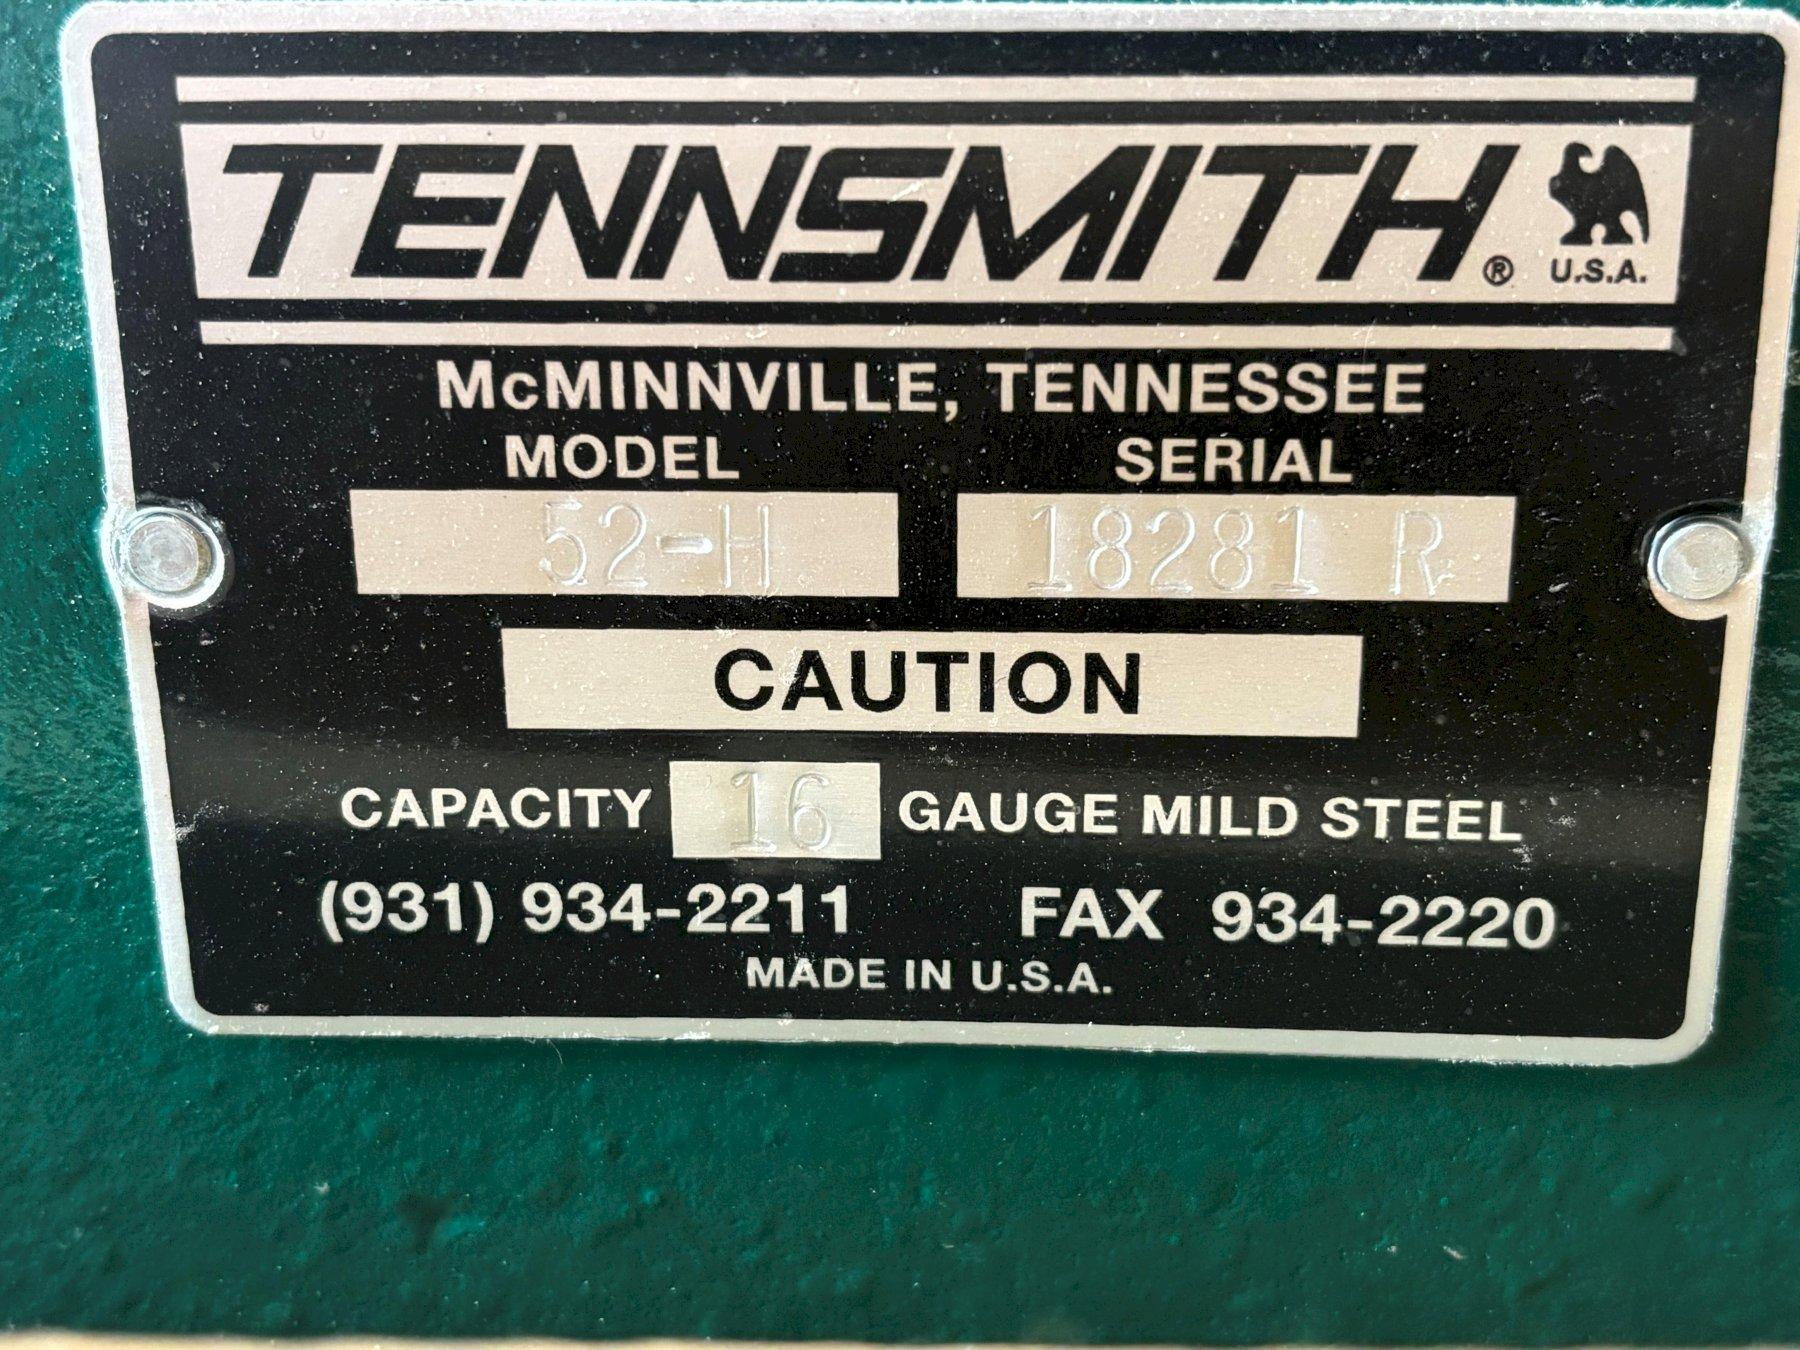 TENNSMITH® U.S.A.
McMINNVILLE, TENNESSEE
MODEL SERIAL
52-H 18281 R
CAUTION
CAPACITY 16 GAUGE MILD STEEL
(931) 934-2211 FAX 934-2220
MADE IN U.S.A.